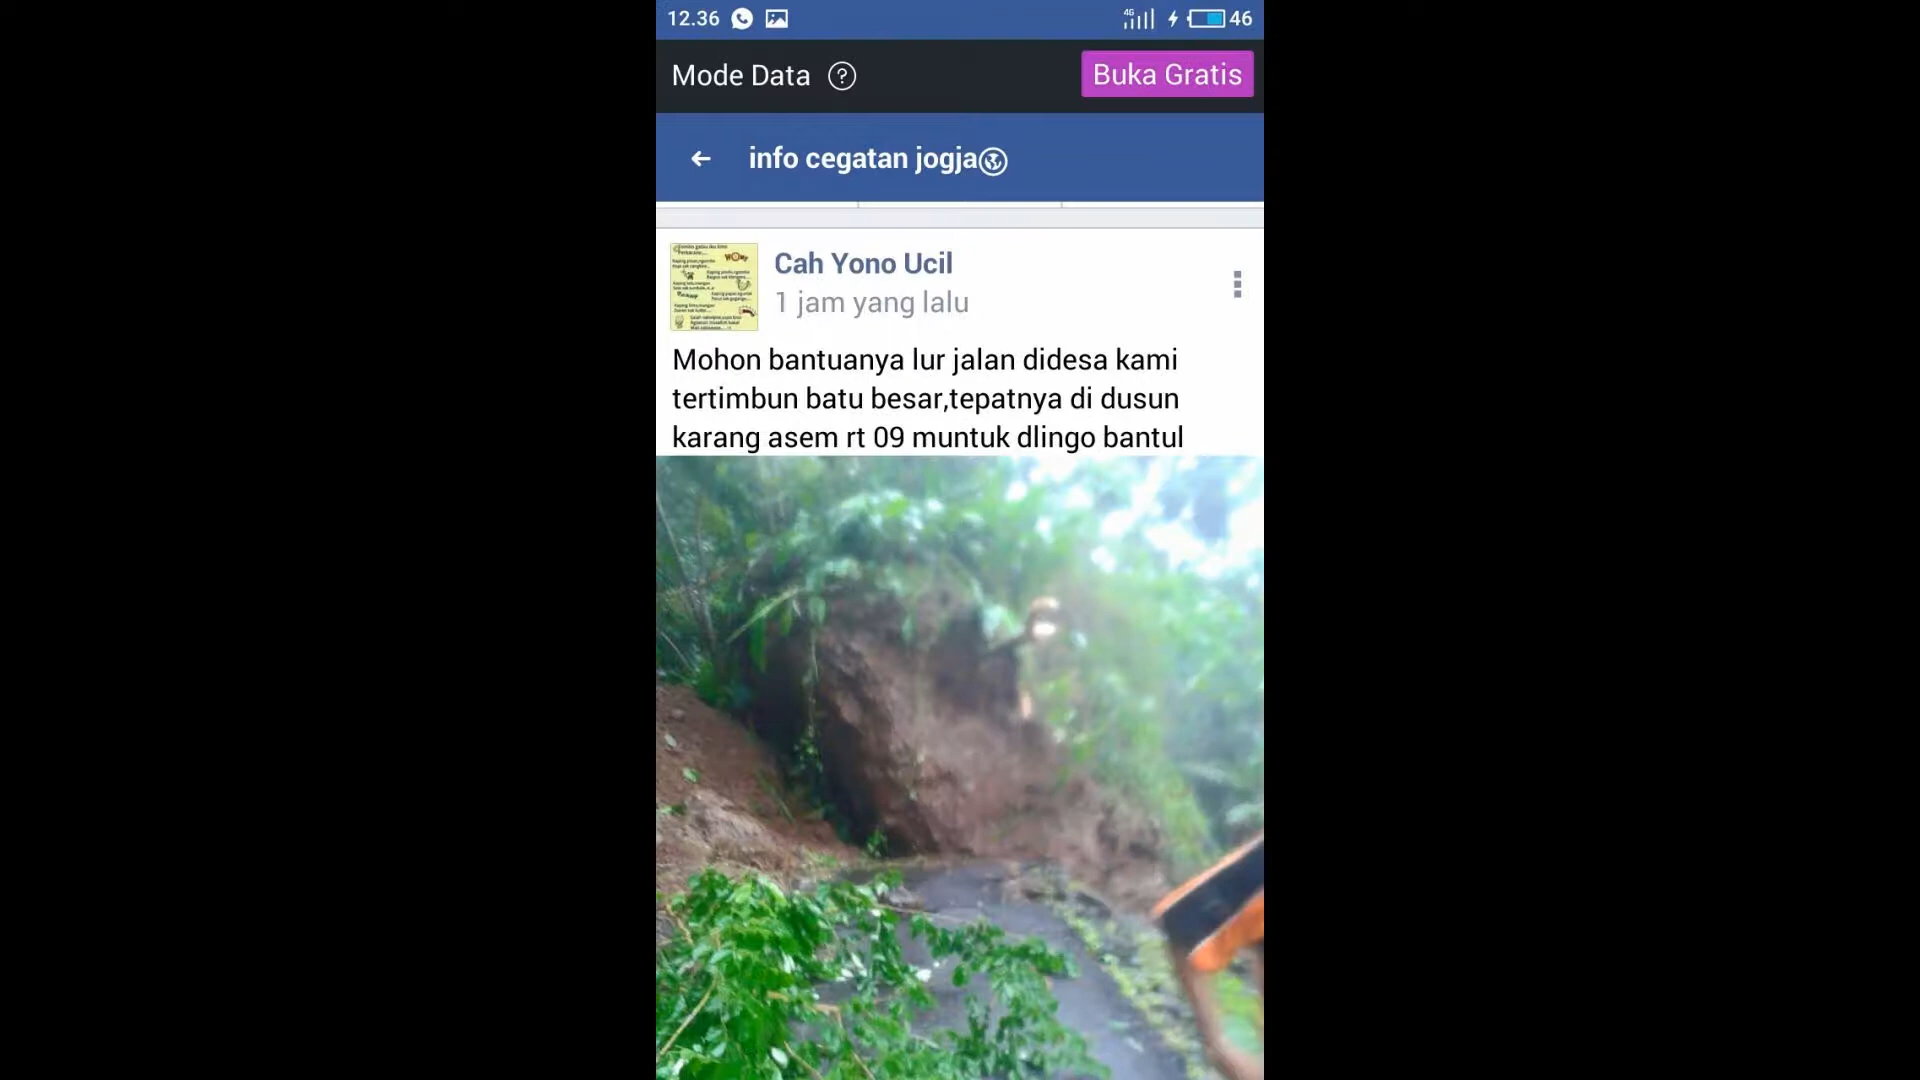 12.36
4G
46
Mode Data ?
Buka Gratis
info cegatan jogja
Cah Yono Ucil
1 jam yang lalu
Mohon bantuanya lur jalan didesa kami
tertimbun batu besar,tepatnya di dusun
karang asem rt 09 muntuk dlingo bantul